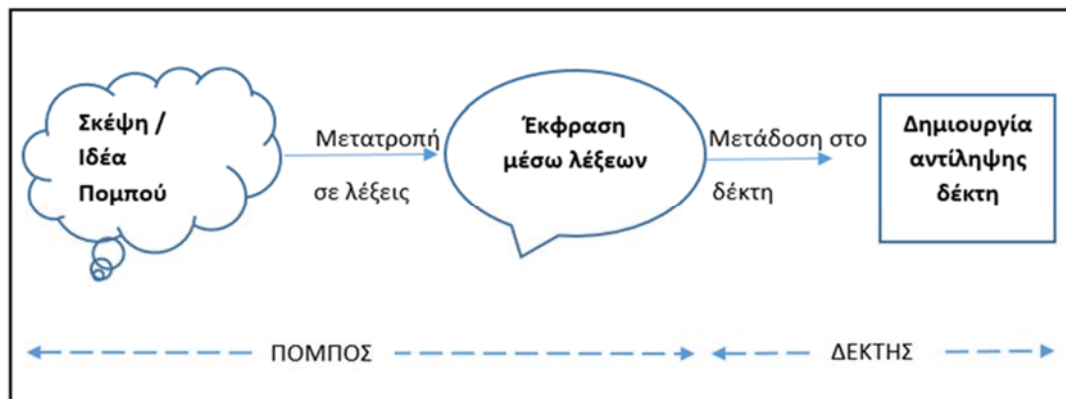 Σκέψη /
Ιδέα
Πομπού
Μετατροπή
σε λέξεις
Έκφραση
μέσω λέξεων
Μετάδοση στο
δέκτη
Δημιουργία
αντίληψης
δέκτη
ΠΟΜΠΟΣ
ΔΕΚΤΗΣ